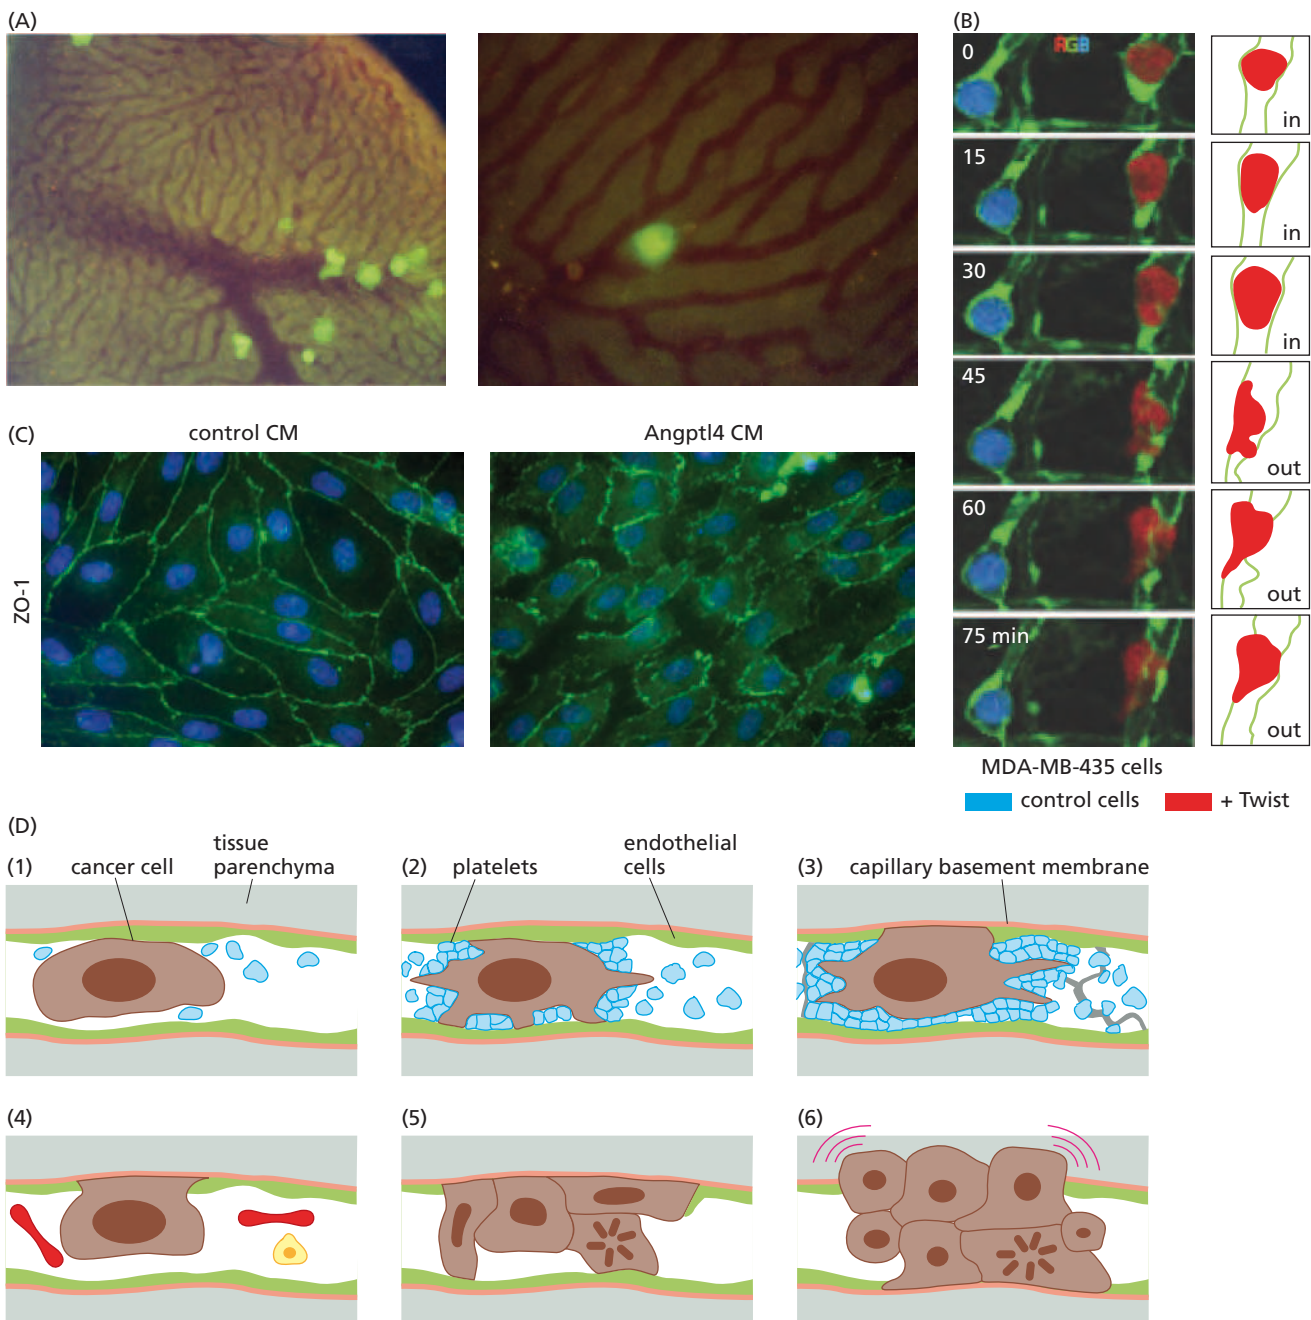 (A)
(B)
0
RGB
in
15
in
30
in
45
out
60
out
75 min
out
MDA-MB-435 cells
control cells
+ Twist
(C)
control CM
Angptl4 CM
ZO-1
(D)
(1)
cancer cell
tissue
parenchyma
(2)
platelets
endothelial
cells
(3)
capillary basement membrane
(4)
(5)
(6)